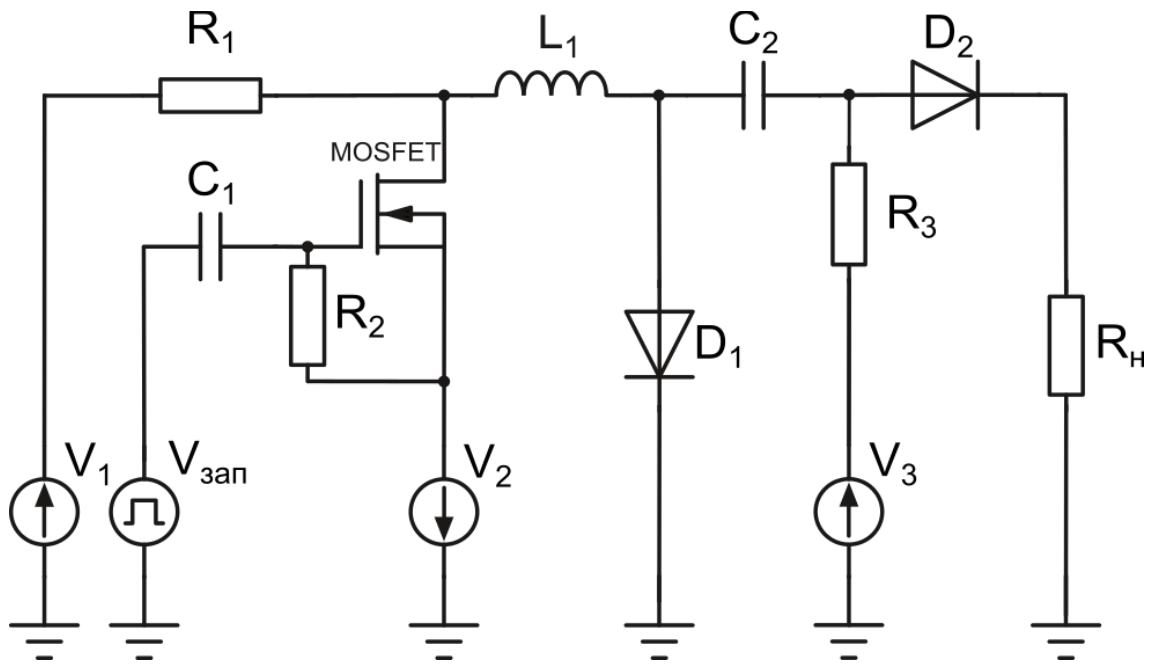 R₁
L₁
C₂
D₂
MOSFET
C₁
R₃
R₂
D₁
Rн
V₁
Vзап
V₂
V₃